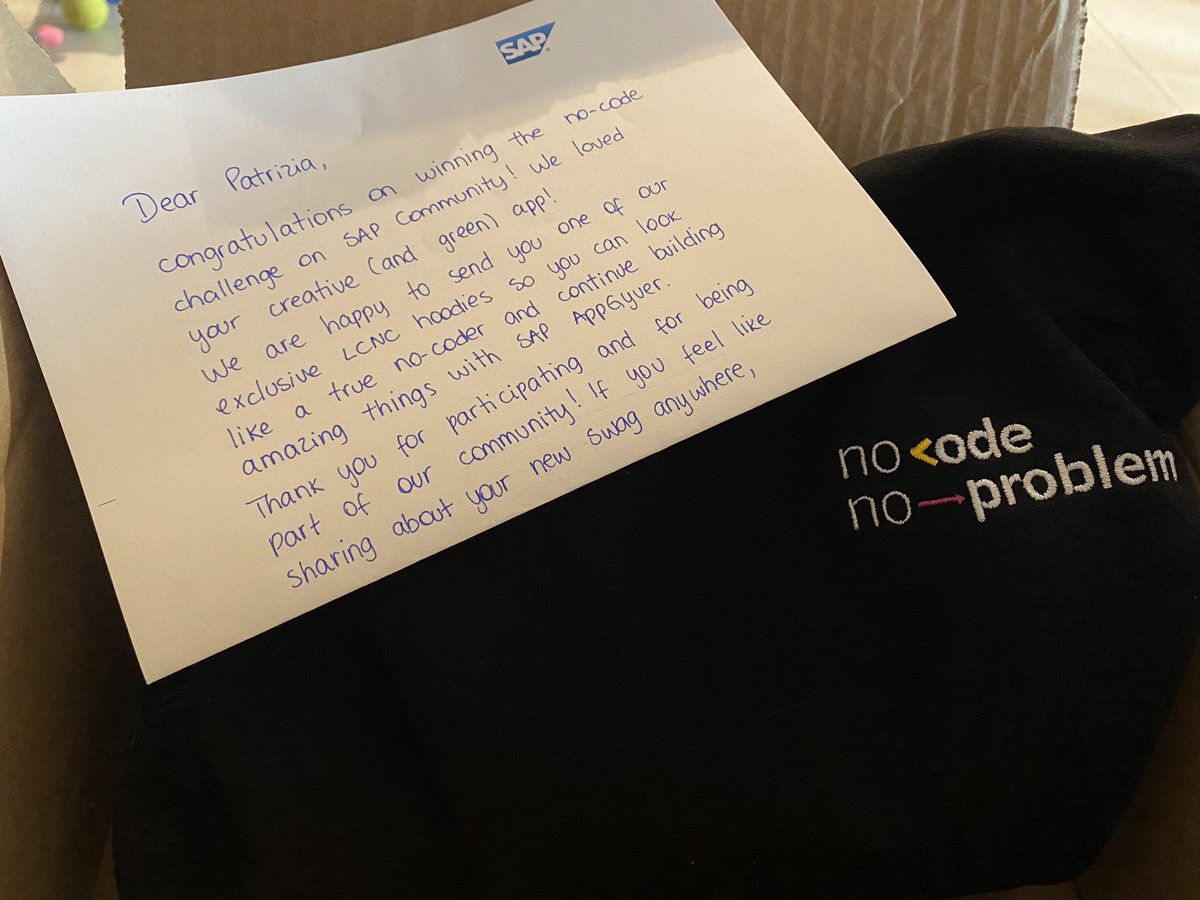 SAP
Dear Patrizia,
congratulations on winning the no-code
challenge on SAP Community! We loved
your creative (and green) app!
We are happy to send you one of our
exclusive LCNC hoodies so you can look
like a true no-coder and continue building
amazing things with SAP AppGyver.
Thank you for participating and for being
part of our community! If you feel like
sharing about your new swag anywhere,
no <ode
no → problem